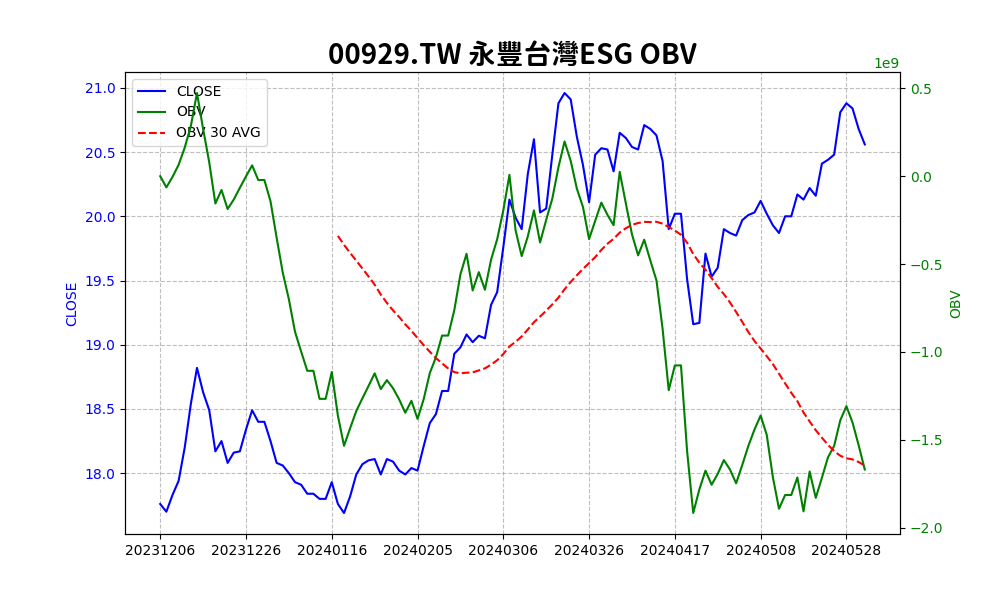 00929.TW 永豐台灣ESG OBV
1e9
CLOSE
OBV
OBV 30 AVG
21.0
20.5
20.0
19.5
19.0
18.5
18.0
CLOSE
0.5
0.0
−0.5
−1.0
−1.5
−2.0
OBV
20231206 20231226 20240116 20240205 20240306 20240326 20240417 20240508 20240528